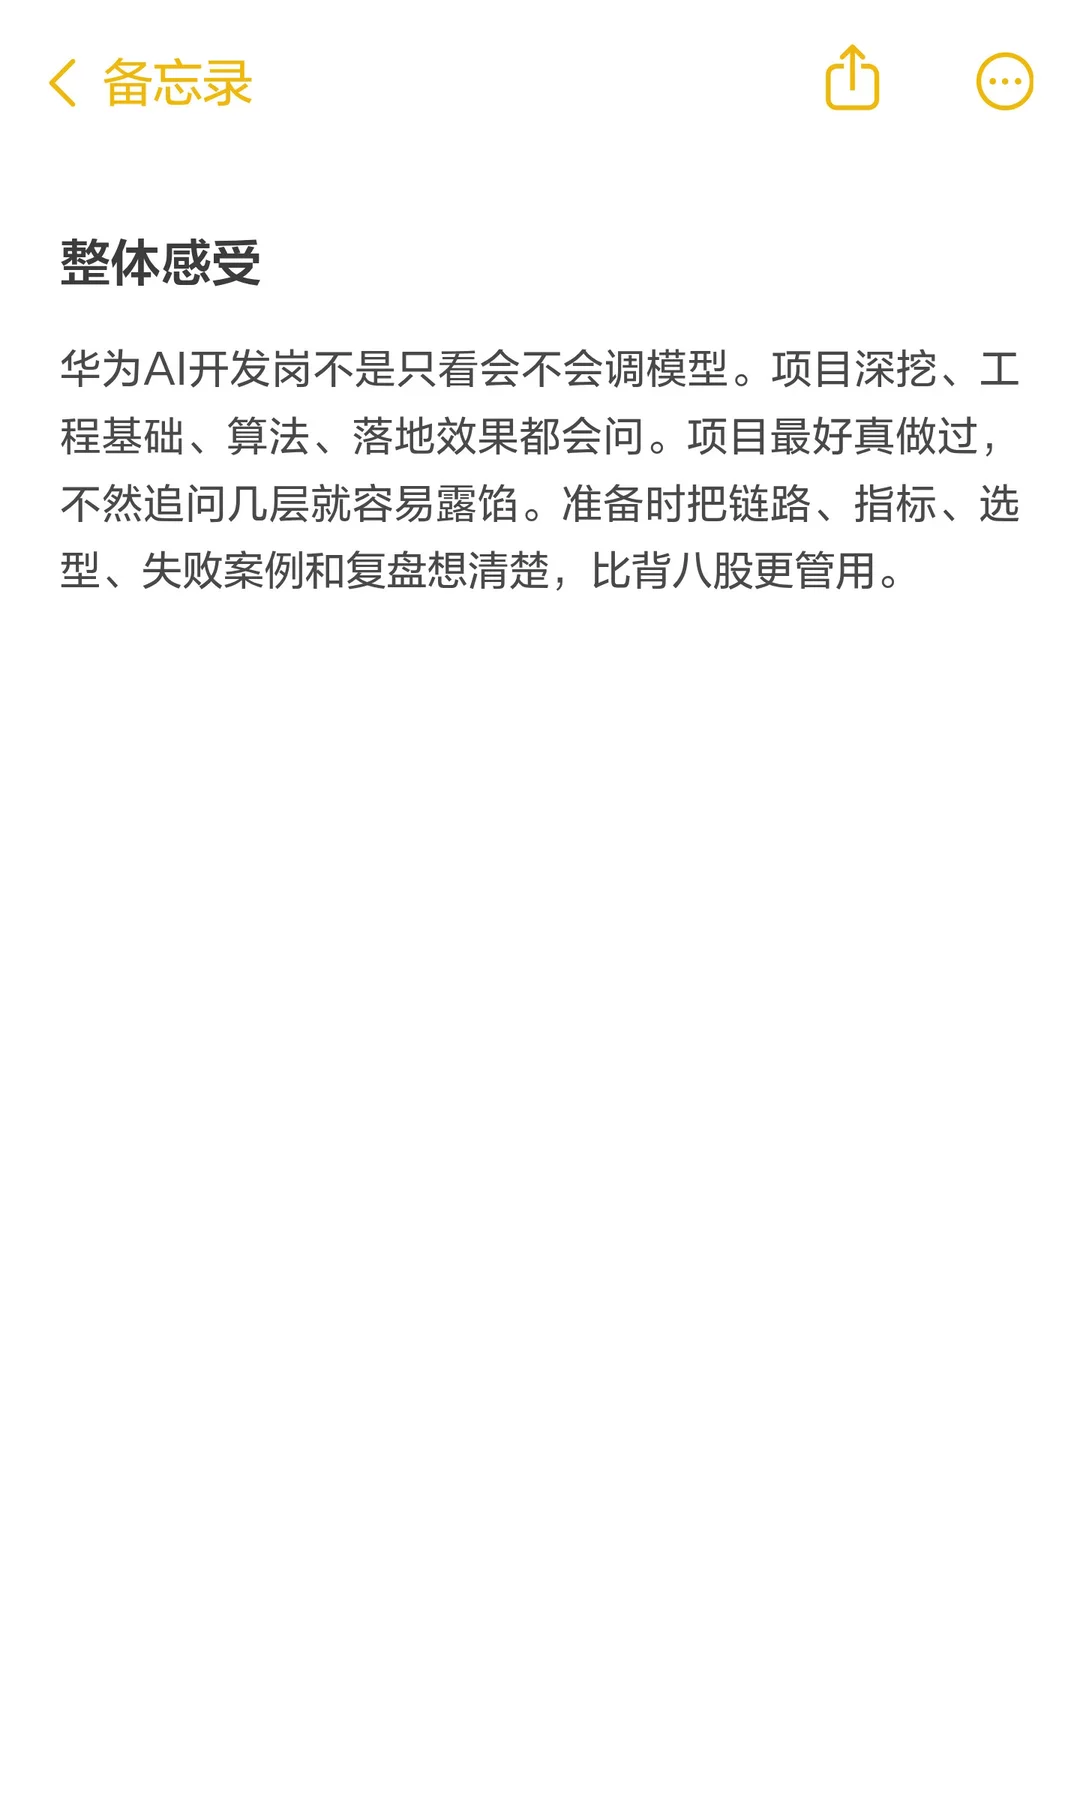 备忘录
整体感受
华为AI开发岗不是只看会不会调模型。项目深挖、工
程基础、算法、落地效果都会问。项目最好真做过，
不然追问几层就容易露馅。准备时把链路、指标、选
型、失败案例和复盘想清楚，比背八股更管用。